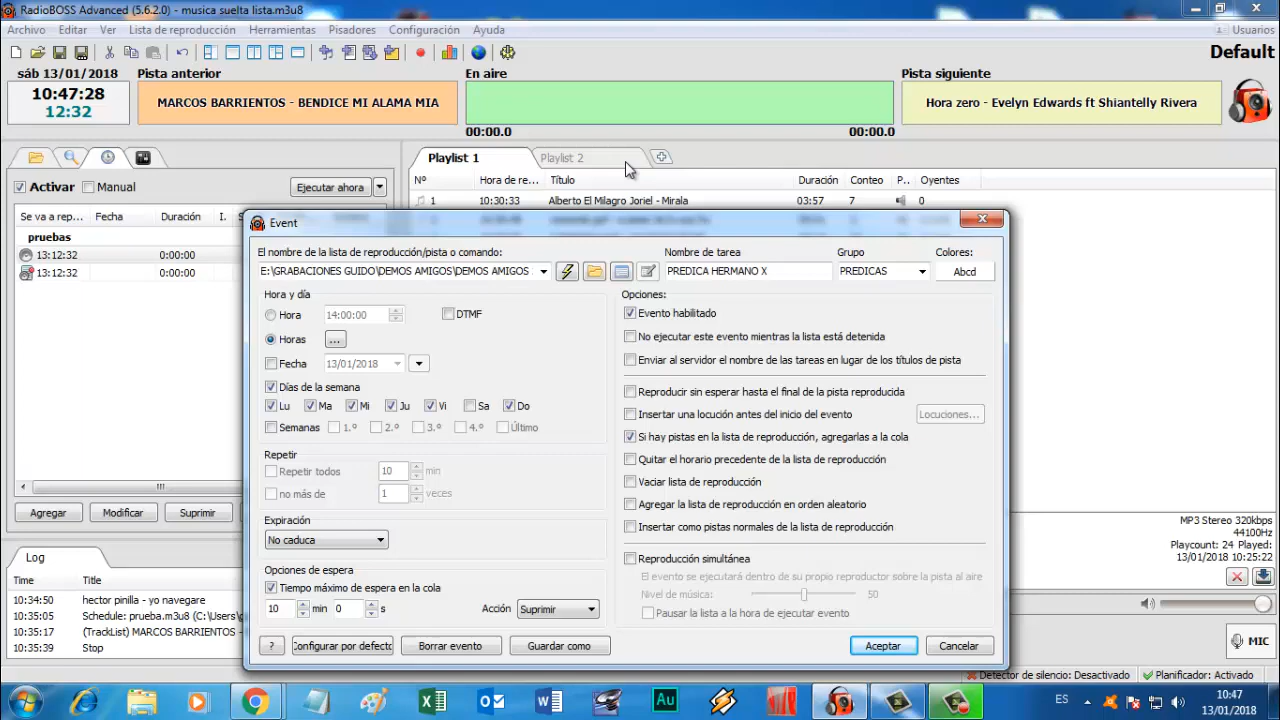 RadioBOSS Advanced (5.6.2.0) - musica suelta lista.m3u8
Archivo Editar Ver Lista de reproducción Herramientas Pisadores Configuración Ayuda Usuarios
Default
sáb 13/01/2018 Pista anterior En aire Pista siguiente
10:47:28
12:32
MARCOS BARRIENTOS - BENDICE MI ALAMA MIA
Hora zero - Evelyn Edwards ft Shiantelly Rivera
00:00.0 00:00.0
Playlist 1 Playlist 2
Activar Manual Ejecutar ahora
Nº Hora de re... Título Duración Conteo P.. Oyentes
1 10:30:33 Alberto El Milagro Joriel - Mirala 03:57 7 0
Se va a rep... Fecha Duración I.
pruebas
13:12:32 0:00:00
13:12:32 0:00:00
Agregar Modificar Suprimir
Event
El nombre de la lista de reproducción/pista o comando: Nombre de tarea Grupo Colores:
E:\GRABACIONES GUIDO\DEMOS AMIGOS\DEMOS AMIGOS PREDICA HERMANO X PREDICAS Abcd
Hora y día
Hora 14:00:00 DTMF
Horas ...
Fecha 13/01/2018
Días de la semana
Lu Ma Mi Ju Vi Sa Do
Semanas 1.º 2.º 3.º 4.º Último
Repetir
Repetir todos 10 min
no más de 1 veces
Expiración
No caduca
Opciones de espera
Tiempo máximo de espera en la cola
10 min 0 s Acción Suprimir
Opciones:
Evento habilitado
No ejecutar este evento mientras la lista está detenida
Enviar al servidor el nombre de las tareas en lugar de los títulos de pista
Reproducir sin esperar hasta el final de la pista reproducida
Insertar una locución antes del inicio del evento Locuciones...
Si hay pistas en la lista de reproducción, agregarlas a la cola
Quitar el horario precedente de la lista de reproducción
Vaciar lista de reproducción
Agregar la lista de reproducción en orden aleatorio
Insertar como pistas normales de la lista de reproducción
Reproducción simultánea
El evento se ejecutará dentro de su propio reproductor sobre la pista al aire
Nivel de música: 50
Pausar la lista a la hora de ejecutar evento
? Configurar por defecto Borrar evento Guardar como Aceptar Cancelar
MP3 Stereo 320kbps
44100Hz
Playcount: 24 Played:
13/01/2018 10:25:22
Log
Time Title
10:34:50 hector pinilla - yo navegare
10:35:05 Schedule: prueba.m3u8 (C:\Users\
10:35:17 (TrackList) MARCOS BARRIENTOS -
10:35:39 Stop
MIC
Detector de silencio: Desactivado Planificador: Activado
Au
ES 10:47
13/01/2018